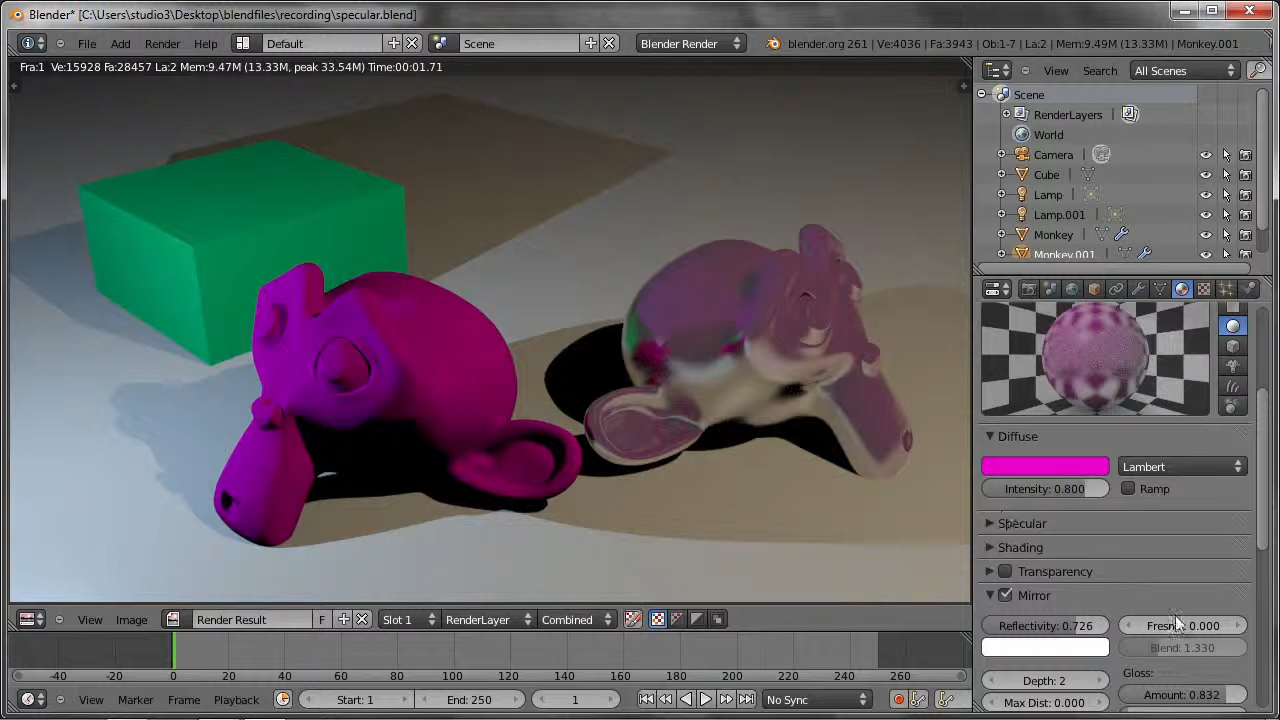 Blender* [C:\Users\studio3\Desktop\blendfiles\recording\specular.blend]
File Add Render Help Default Scene Blender Render blender.org 261 | Ve:4036 | Fa:3943 | Ob:1-7 | La:2 | Mem:9.49M (13.33M) | Monkey.001
Fra:1 Ve:15928 Fa:28457 La:2 Mem:9.47M (13.33M, peak 33.54M) Time:00:01.71
View Search All Scenes
Scene
RenderLayers
World
Camera
Cube
Lamp
Lamp.001
Monkey
Monkey.001
Diffuse
Lambert
Intensity: 0.800 Ramp
Specular
Shading
Transparency
Mirror
Reflectivity: 0.726 0.000
Blend: 1.330
Gloss:
Depth: 2
Amount: 0.832
Max Dist: 0.000
View Image Render Result F Slot 1 RenderLayer Combined
-40 -20 0 20 40 60 80 100 120 140 160 180 200 220 240 260
View Marker Frame Playback Start: 1 End: 250 1 No Sync